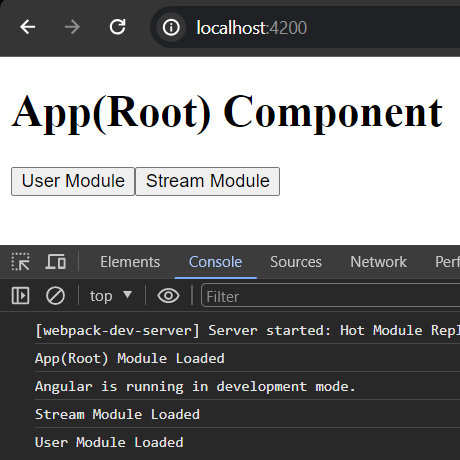 localhost:4200
App(Root) Component
User Module Stream Module
Elements Console Sources Network
top Filter
[webpack-dev-server] Server started: Hot Module
App(Root) Module Loaded
Angular is running in development mode.
Stream Module Loaded
User Module Loaded